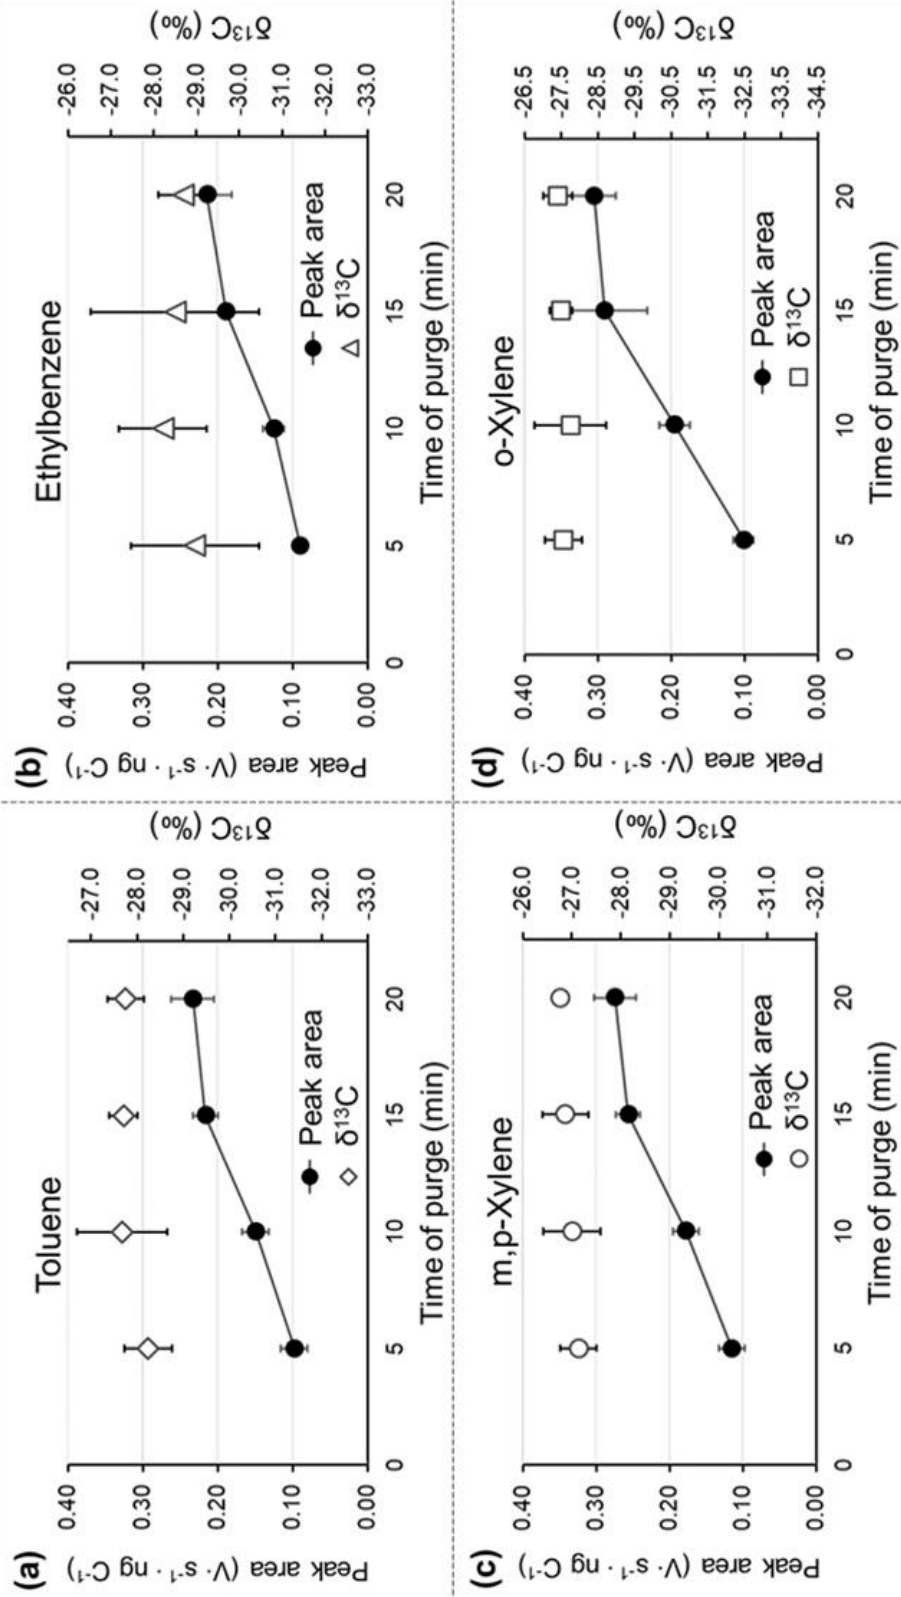 (a)
Toluene
Peak area (V· s⁻¹ · ng C⁻¹)
0.40
0.30
0.20
0.10
0.00
-27.0
-28.0
-29.0
-30.0
-31.0
-32.0
-33.0
δ¹³C (‰)
Peak area
δ¹³C
0 5 10 15 20
Time of purge (min)
(b)
Ethylbenzene
Peak area (V· s⁻¹ · ng C⁻¹)
0.40
0.30
0.20
0.10
0.00
-26.0
-27.0
-28.0
-29.0
-30.0
-31.0
-32.0
-33.0
δ¹³C (‰)
Peak area
δ¹³C
0 5 10 15 20
Time of purge (min)
(c)
m,p-Xylene
Peak area (V· s⁻¹ · ng C⁻¹)
0.40
0.30
0.20
0.10
0.00
-26.0
-27.0
-28.0
-29.0
-30.0
-31.0
-32.0
δ¹³C (‰)
Peak area
δ¹³C
0 5 10 15 20
Time of purge (min)
(d)
o-Xylene
Peak area (V· s⁻¹ · ng C⁻¹)
0.40
0.30
0.20
0.10
0.00
-26.5
-27.5
-28.5
-29.5
-30.5
-31.5
-32.5
-33.5
-34.5
δ¹³C (‰)
Peak area
δ¹³C
0 5 10 15 20
Time of purge (min)